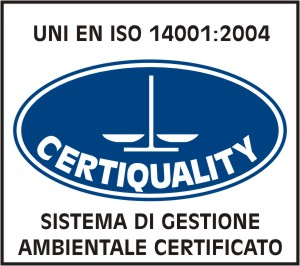 UNI EN ISO 14001:2004
CERTIQUALITY
SISTEMA DI GESTIONE
AMBIENTALE CERTIFICATO